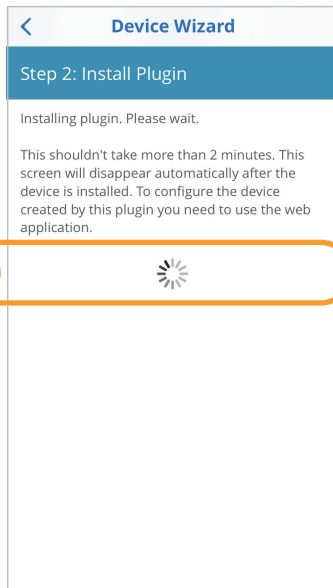 Device Wizard
Step 2: Install Plugin
Installing plugin. Please wait.
This shouldn't take more than 2 minutes. This
screen will disappear automatically after the
device is installed. To configure the device
created by this plugin you need to use the web
application.